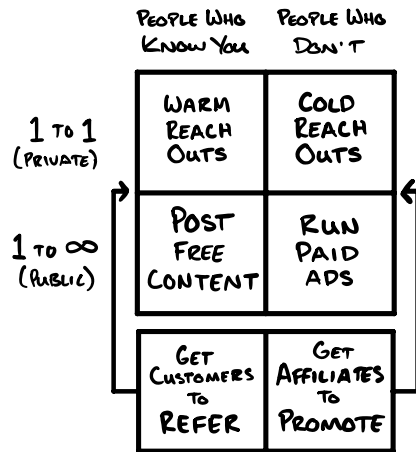 PEOPLE WHO KNOW YOU
PEOPLE WHO DON'T
1 TO 1
(PRIVATE)
WARM
REACH
OUTS
COLD
REACH
OUTS
1 TO ∞
(PUBLIC)
POST
FREE
CONTENT
RUN
PAID
ADS
GET
CUSTOMERS
TO
REFER
GET
AFFILIATES
TO
PROMOTE